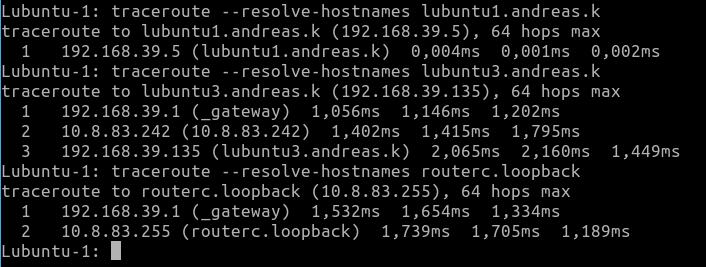 Lubuntu-1: traceroute --resolve-hostnames lubuntu1.andreas.k
traceroute to lubuntu1.andreas.k (192.168.39.5), 64 hops max
1 192.168.39.5 (lubuntu1.andreas.k) 0,004ms 0,001ms 0,002ms
Lubuntu-1: traceroute --resolve-hostnames lubuntu3.andreas.k
traceroute to lubuntu3.andreas.k (192.168.39.135), 64 hops max
1 192.168.39.1 (_gateway) 1,056ms 1,146ms 1,202ms
2 10.8.83.242 (10.8.83.242) 1,402ms 1,415ms 1,795ms
3 192.168.39.135 (lubuntu3.andreas.k) 2,065ms 2,160ms 1,449ms
Lubuntu-1: traceroute --resolve-hostnames routerc.loopback
traceroute to routerc.loopback (10.8.83.255), 64 hops max
1 192.168.39.1 (_gateway) 1,532ms 1,654ms 1,334ms
2 10.8.83.255 (routerc.loopback) 1,739ms 1,705ms 1,189ms
Lubuntu-1: